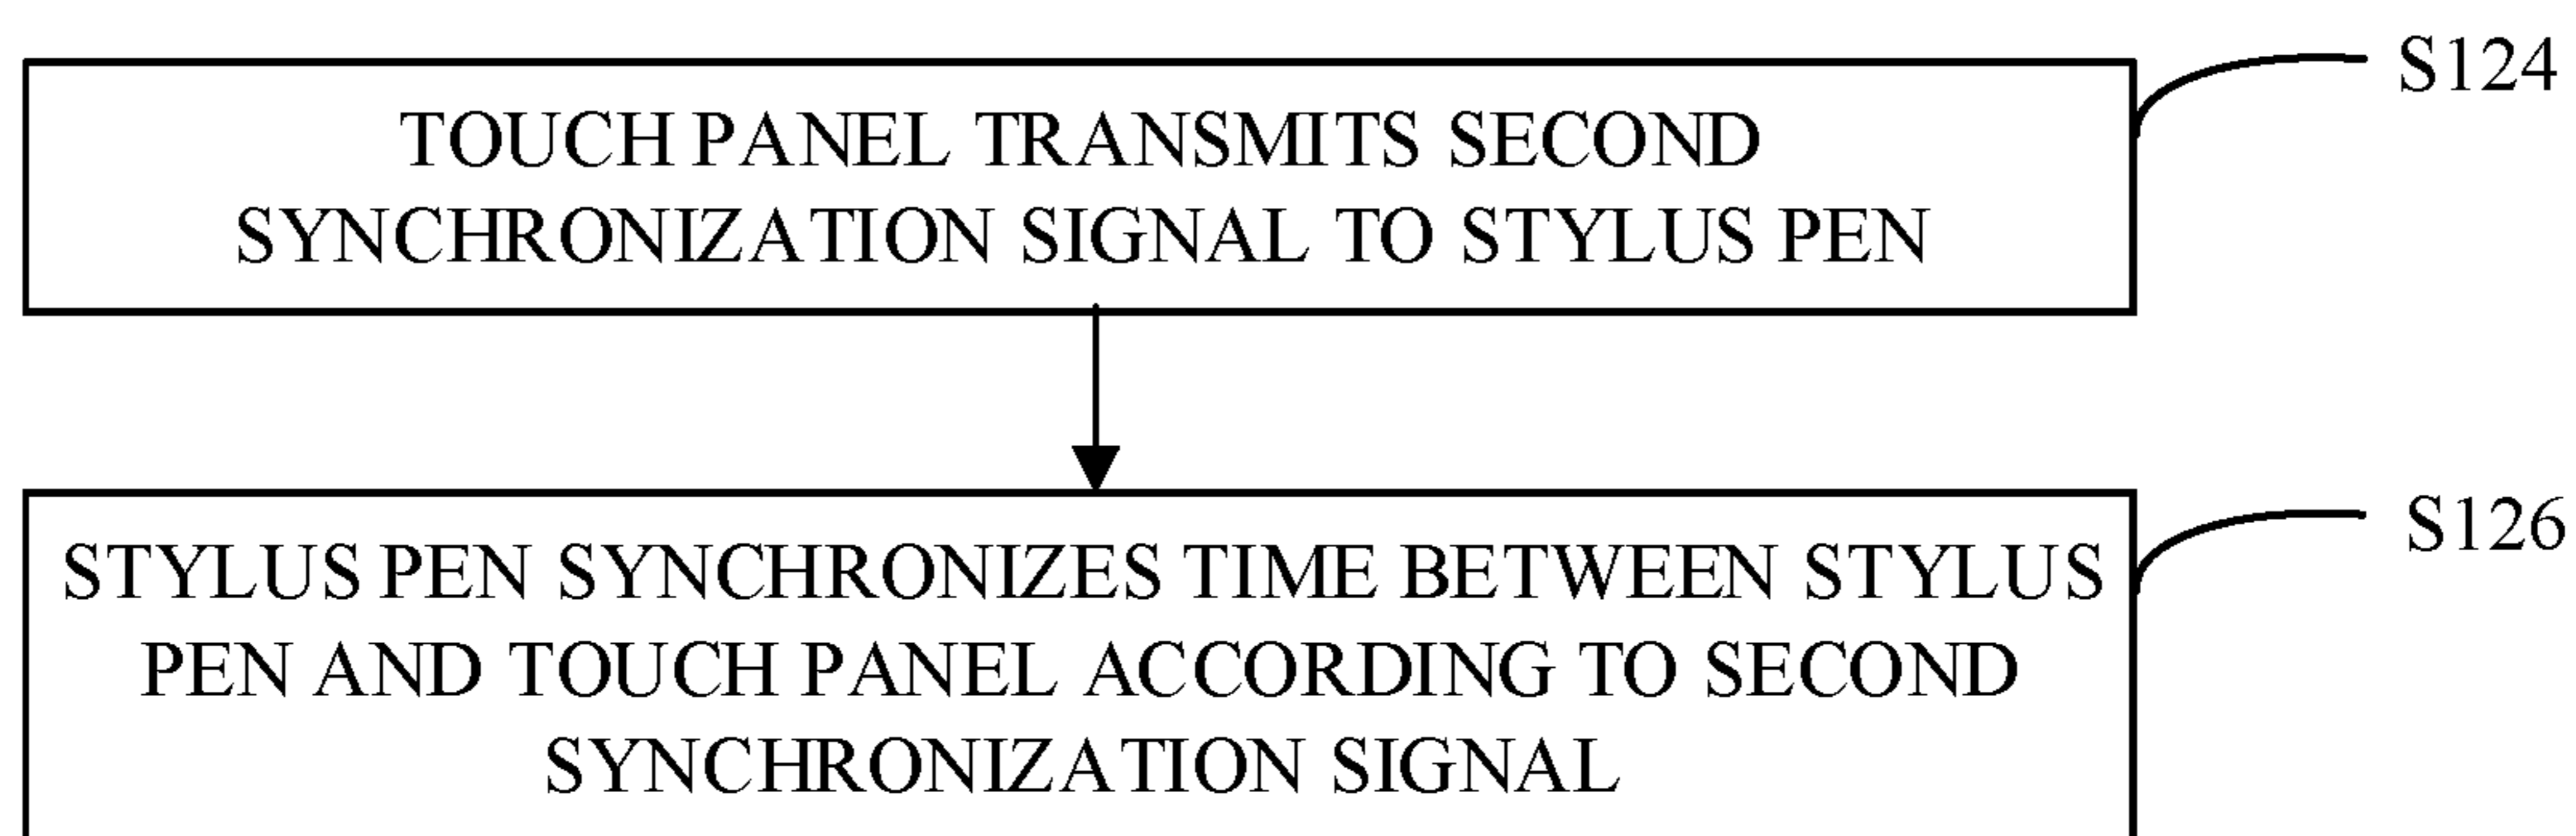 S124
TOUCH PANEL TRANSMITS SECOND
SYNCHRONIZATION SIGNAL TO STYLUS PEN
S126
STYLUS PEN SYNCHRONIZES TIME BETWEEN STYLUS
PEN AND TOUCH PANEL ACCORDING TO SECOND
SYNCHRONIZATION SIGNAL